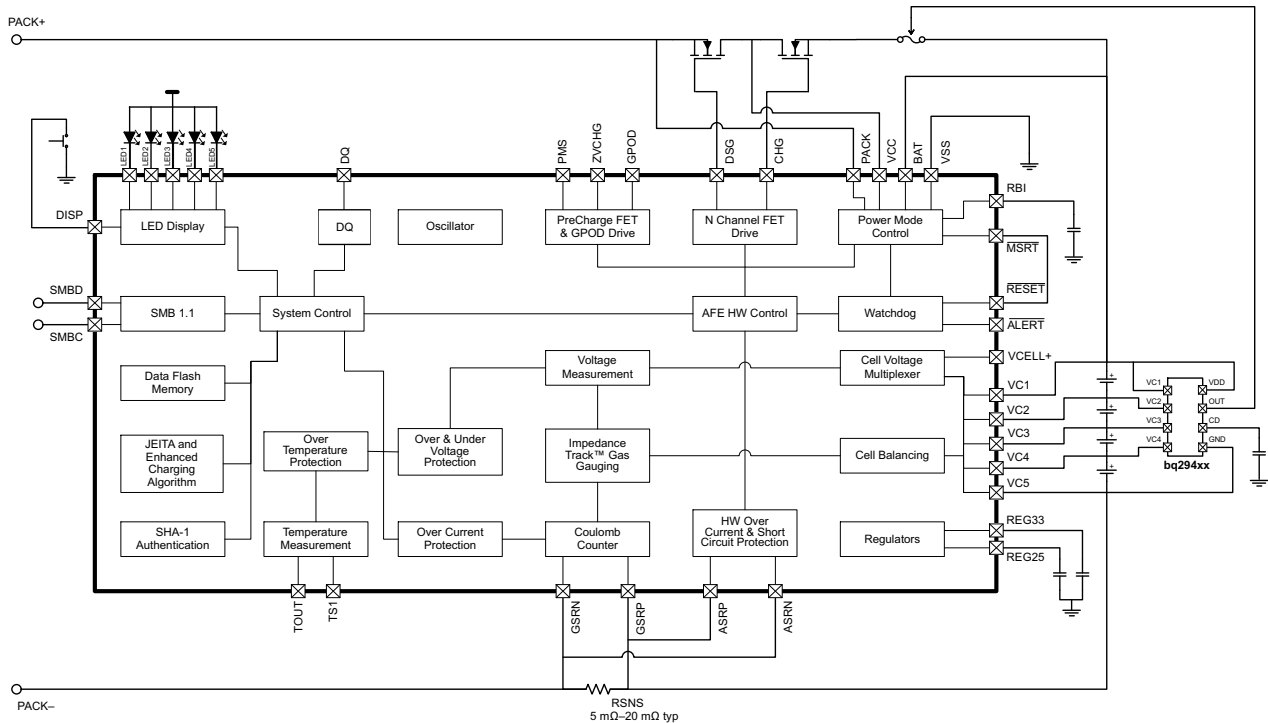 PACK+
LED1
LED2
LED3
LED4
LED5
DQ
PMS
ZVCHG
GPOD
DSG
CHG
PACK
VCC
BAT
VSS
DISP
LED Display
DQ
Oscillator
PreCharge FET
& GPOD Drive
N Channel FET
Drive
Power Mode
Control
RBI
MSRT
SMBD
SMBC
SMB 1.1
System Control
AFE HW Control
Watchdog
RESET
ALERT
Data Flash
Memory
Voltage
Measurement
Cell Voltage
Multiplexer
VCELL+
VC1
VC2
VC3
VC4
VC5
JEITA and
Enhanced
Charging
Algorithm
Over
Temperature
Protection
Over & Under
Voltage
Protection
Impedance
Track™ Gas
Gauging
Cell Balancing
+
+
+
+
VC1
VC2
VC3
VC4
VDD
OUT
CD
GND
bq294xx
SHA-1
Authentication
Temperature
Measurement
Over Current
Protection
Coulomb
Counter
HW Over
Current & Short
Circuit Protection
Regulators
REG33
REG25
TOUT
TS1
GSRN
GSRP
ASRP
ASRN
PACK–
RSNS
5 mΩ–20 mΩ typ